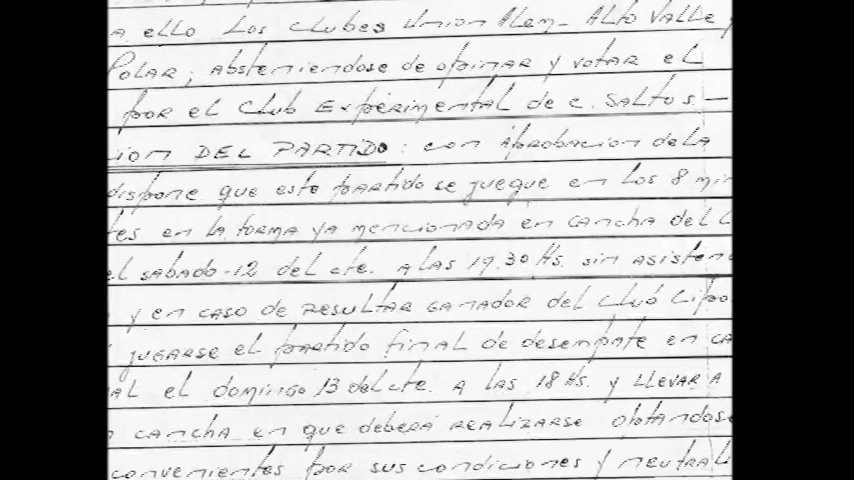 a ello Los clubes Union Alem - Alto Valle y
Polar; absteniendose de opinar y votar el
por el Club Experimental de C. Saltos. -
ion DEL PARTIDO: con aprobacion de la
dispone que este partido se juegue en los 8 min
tes en la forma ya mencionada en cancha del C
el sabado-12 del cte. a las 19.30 Hs. sin asisten
y en caso de resultar ganador del Club Cipo
jugarse el partido final de desempate en ca
al el domingo 13 del cte. a las 18 Hs. y llevar a
cancha en que deberá realizarse optandose
convenientes por sus condiciones y neutrali